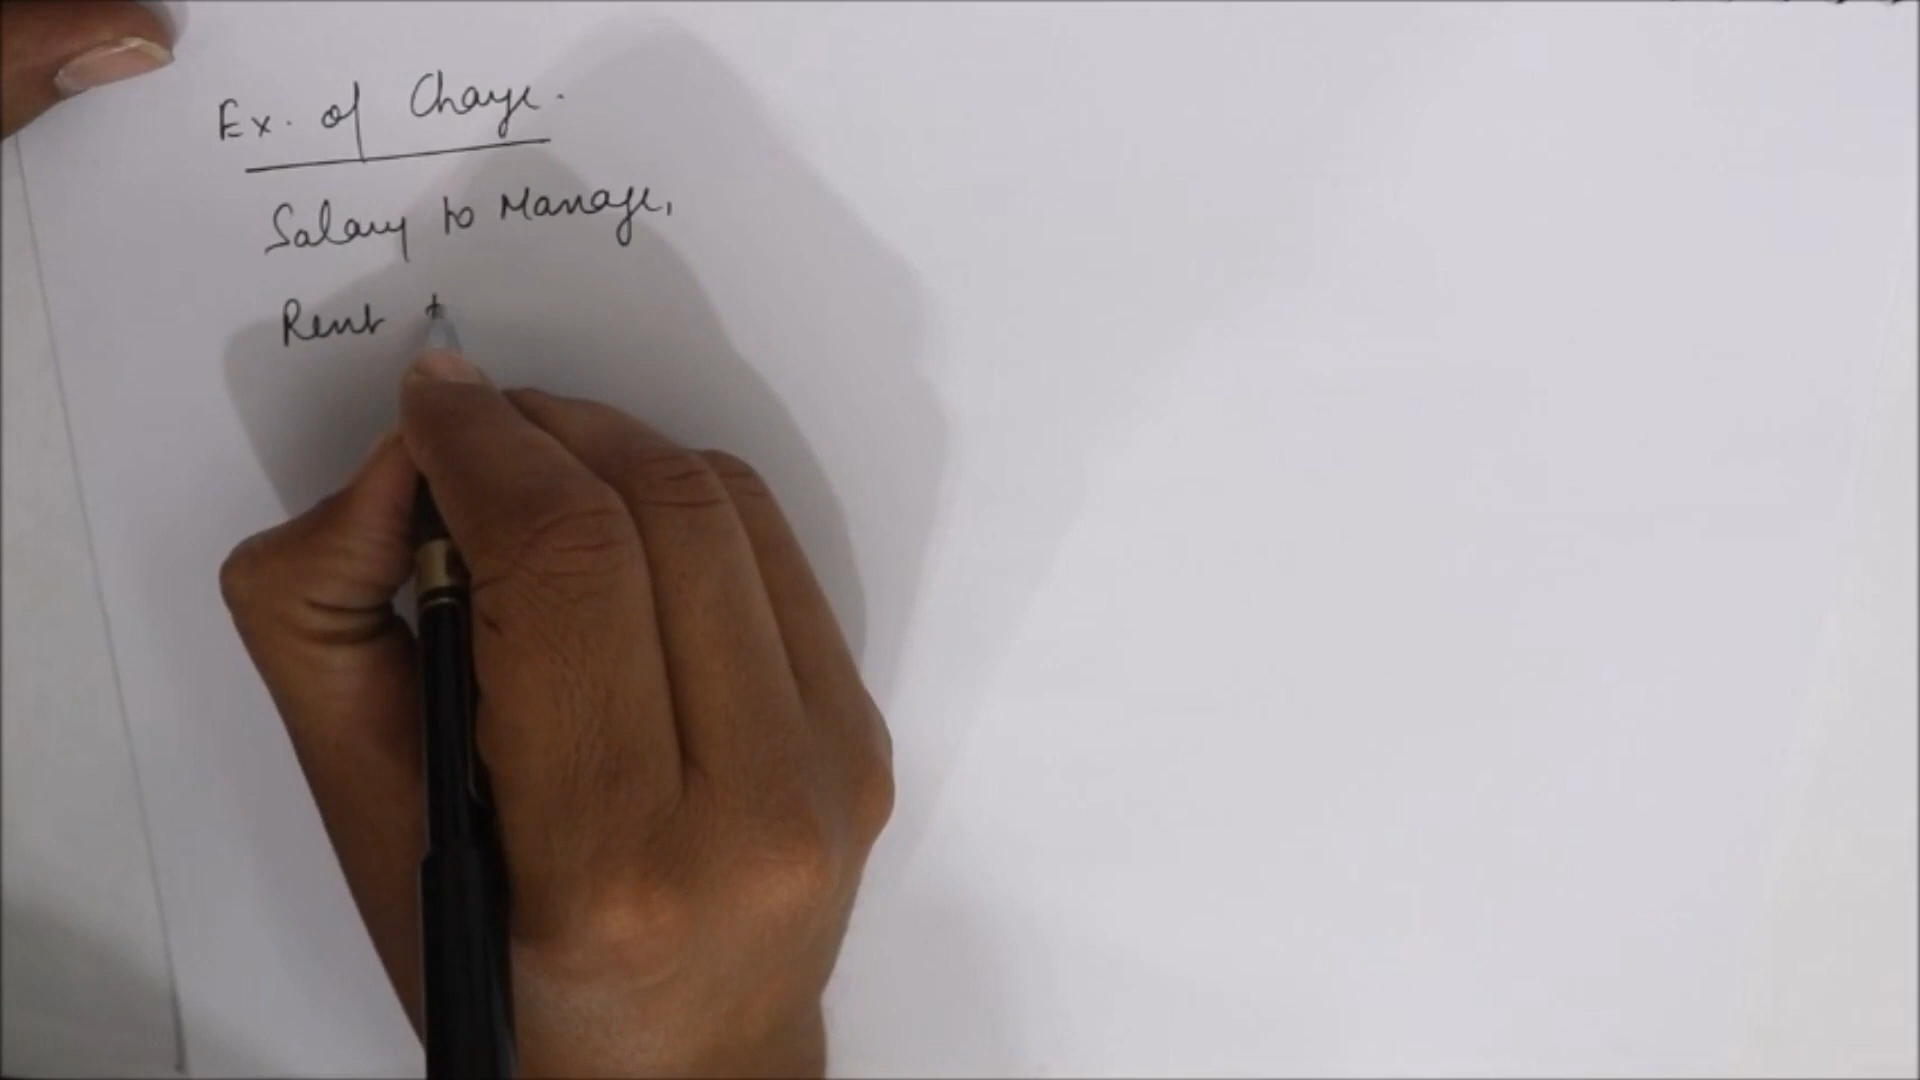 Ex. of Charge.
Salary to Manager,
Rent t